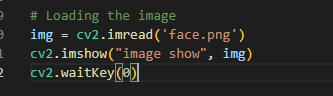 # Loading the image
img = cv2.imread('face.png')
cv2.imshow("image show", img)
cv2.waitKey(0)